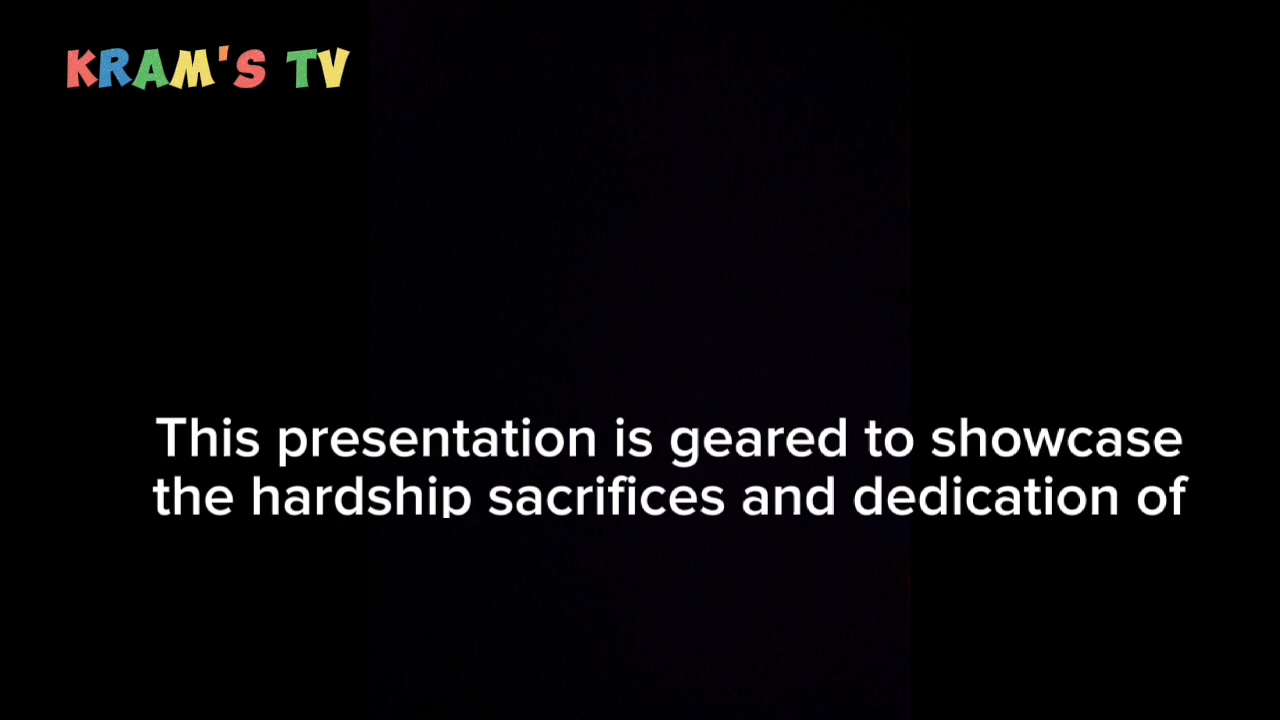 KRAM'S TV
This presentation is geared to showcase
the hardship sacrifices and dedication of